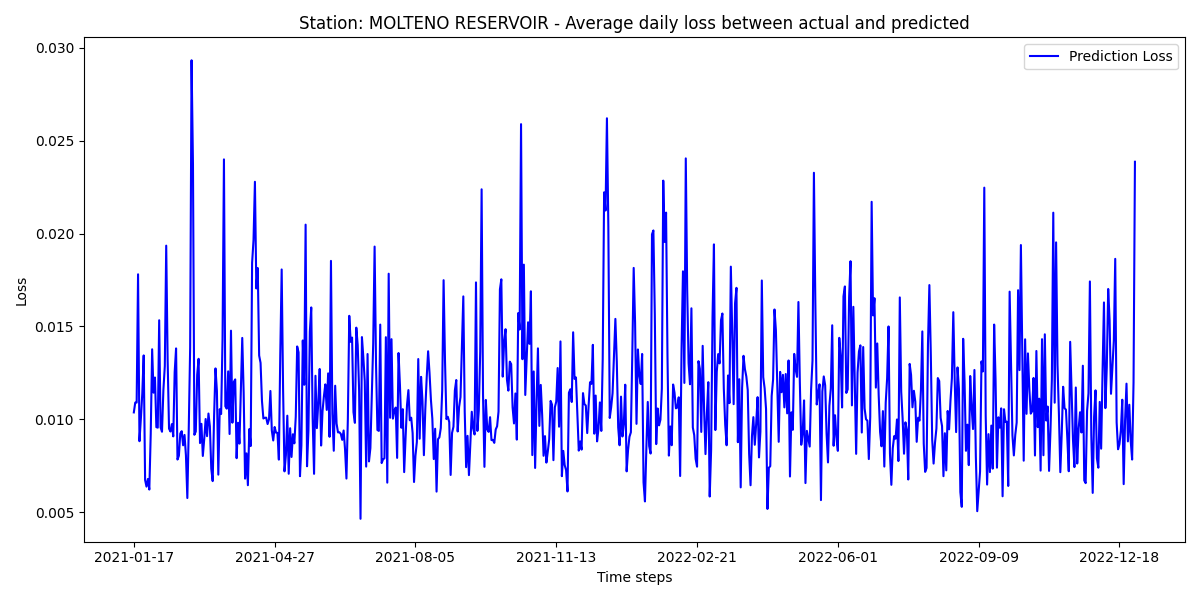 Station: MOLTENO RESERVOIR - Average daily loss between actual and predicted
Prediction Loss
0.030
0.025
0.020
0.015
0.010
0.005
Loss
2021-01-17 2021-04-27 2021-08-05 2021-11-13 2022-02-21 2022-06-01 2022-09-09 2022-12-18
Time steps